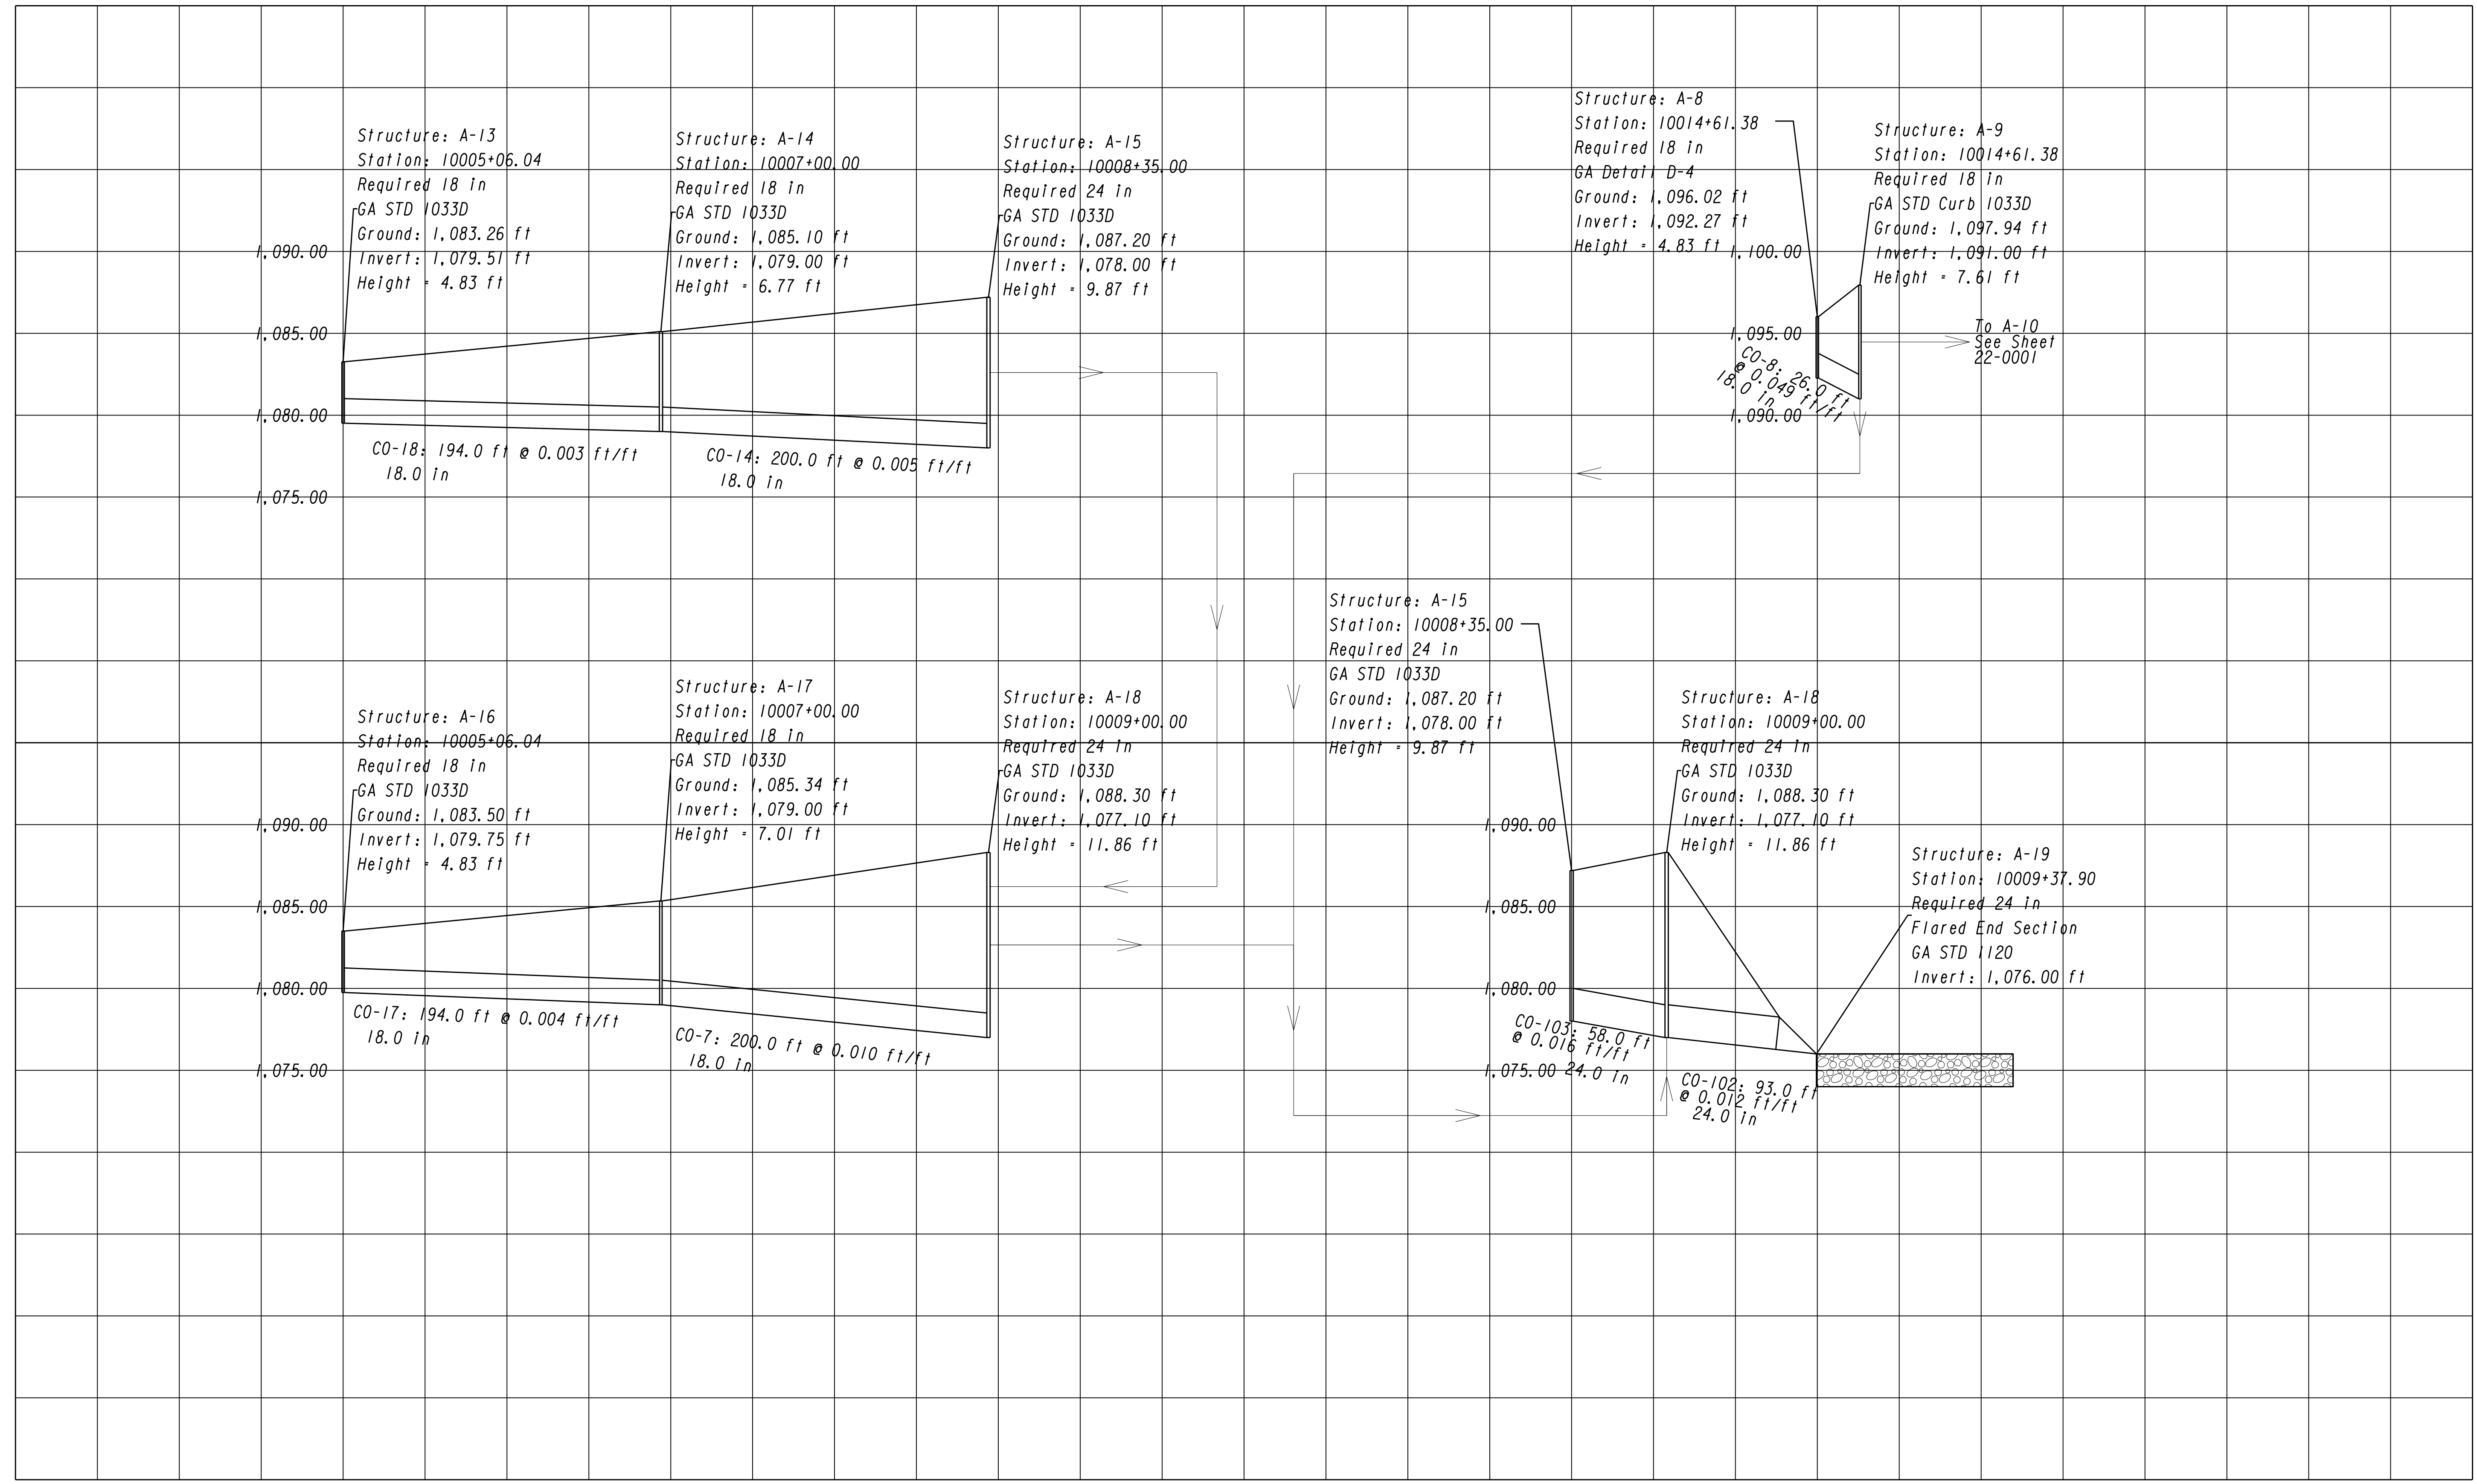 Structure: A-13
Station: 10005+06.04
Required 18 in
GA STD 1033D
Ground: 1,083.26 ft
Invert: 1,079.51 ft
Height = 4.83 ft
Structure: A-14
Station: 10007+00.00
Required 18 in
GA STD 1033D
Ground: 1,085.10 ft
Invert: 1,079.00 ft
Height = 6.77 ft
Structure: A-15
Station: 10008+35.00
Required 24 in
GA STD 1033D
Ground: 1,087.20 ft
Invert: 1,078.00 ft
Height = 9.87 ft
1,090.00
1,085.00
1,080.00
1,075.00
CO-18: 194.0 ft @ 0.003 ft/ft
18.0 in
CO-14: 200.0 ft @ 0.005 ft/ft
18.0 in
Structure: A-8
Station: 10014+61.38
Required 18 in
GA Detail D-4
Ground: 1,096.02 ft
Invert: 1,092.27 ft
Height = 4.83 ft
Structure: A-9
Station: 10014+61.38
Required 18 in
GA STD Curb 1033D
Ground: 1,097.94 ft
Invert: 1,091.00 ft
Height = 7.61 ft
1,100.00
1,095.00
1,090.00
To A-10
See Sheet
22-0001
CO-8: 26.0 ft
@ 0.049 ft/ft
18.0 in
Structure: A-16
Station: 10005+06.04
Required 18 in
GA STD 1033D
Ground: 1,083.50 ft
Invert: 1,079.75 ft
Height = 4.83 ft
Structure: A-17
Station: 10007+00.00
Required 18 in
GA STD 1033D
Ground: 1,085.34 ft
Invert: 1,079.00 ft
Height = 7.01 ft
Structure: A-18
Station: 10009+00.00
Required 24 in
GA STD 1033D
Ground: 1,088.30 ft
Invert: 1,077.10 ft
Height = 11.86 ft
1,090.00
1,085.00
1,080.00
1,075.00
CO-17: 194.0 ft @ 0.004 ft/ft
18.0 in
CO-7: 200.0 ft @ 0.010 ft/ft
18.0 in
Structure: A-15
Station: 10008+35.00
Required 24 in
GA STD 1033D
Ground: 1,087.20 ft
Invert: 1,078.00 ft
Height = 9.87 ft
Structure: A-18
Station: 10009+00.00
Required 24 in
GA STD 1033D
Ground: 1,088.30 ft
Invert: 1,077.10 ft
Height = 11.86 ft
Structure: A-19
Station: 10009+37.90
Required 24 in
Flared End Section
GA STD 1120
Invert: 1,076.00 ft
1,090.00
1,085.00
1,080.00
1,075.00
CO-103: 58.0 ft
@ 0.016 ft/ft
24.0 in
CO-102: 93.0 ft
@ 0.012 ft/ft
24.0 in